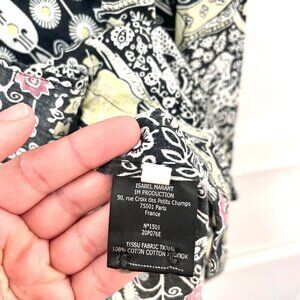 ISABEL MARANT
IM PRODUCTION
50, rue Croix des Petits Champs
75001 Paris
France
N°1501
20P076E
TISSU FABRIC
100% COTON COTTON